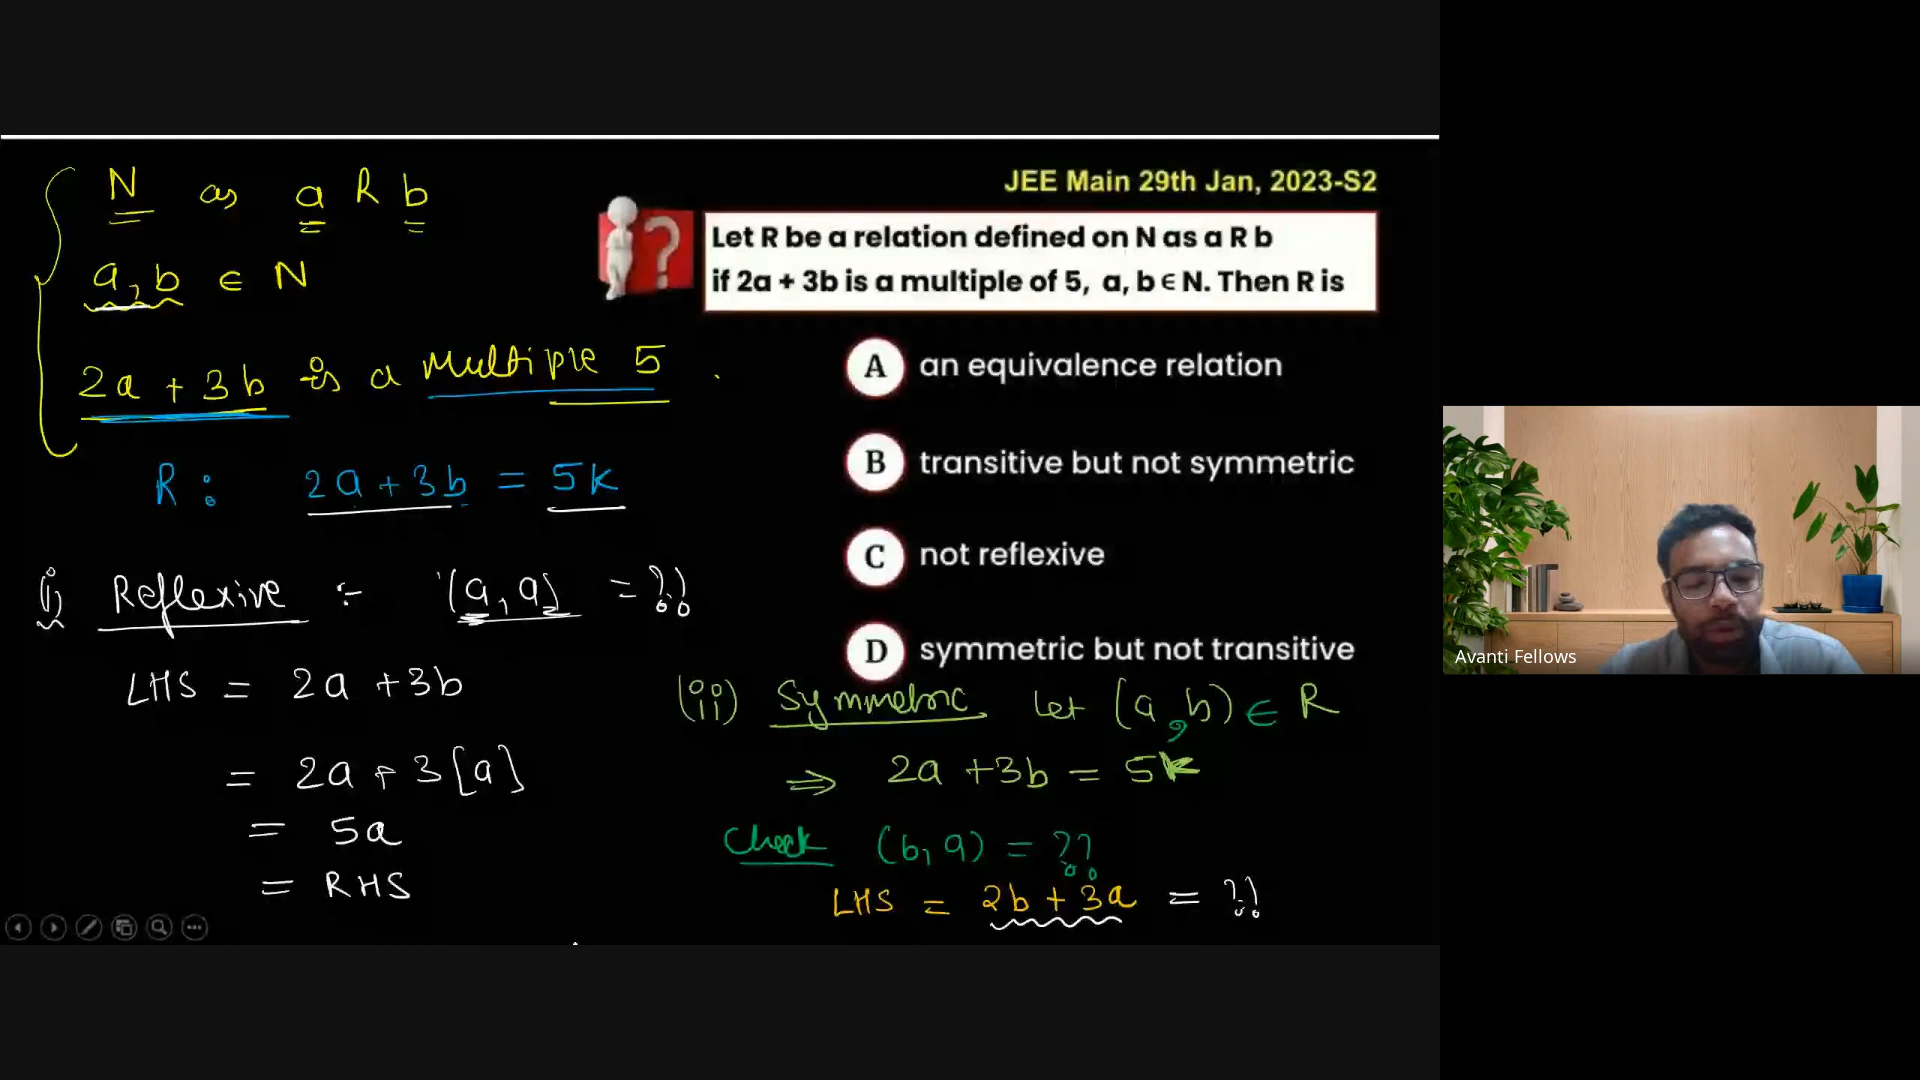 N as a R b
a, b ∈ N
2a + 3b is a multiple 5 .
R : 2a + 3b = 5k
(i) Reflexive :- (a, a) = ??
LHS = 2a + 3b
= 2a + 3[a]
= 5a
= RHS
JEE Main 29th Jan, 2023-S2
?
Let R be a relation defined on N as a R b
if 2a + 3b is a multiple of 5, a, b ∈ N. Then R is
A an equivalence relation
B transitive but not symmetric
C not reflexive
D symmetric but not transitive
(ii) Symmetric Let (a, b) ∈ R
⇒ 2a + 3b = 5k
Check (b, a) = ??
LHS = 2b + 3a = ??
Avanti Fellows